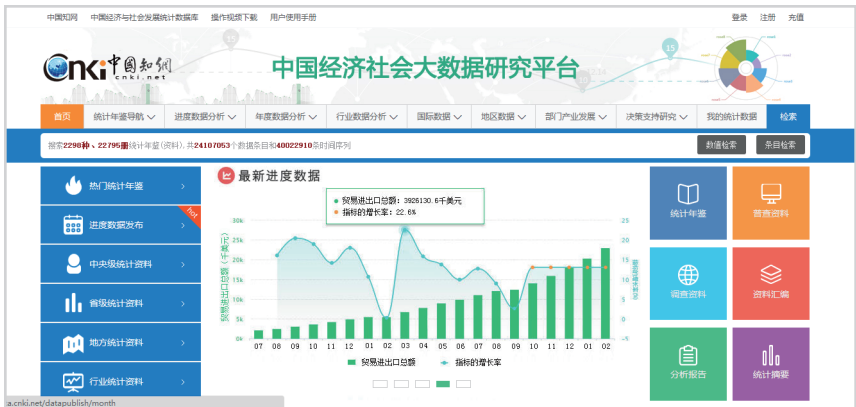 中国知网 中国经济与社会发展统计数据库 操作视频下载 用户使用手册 登录 注册 充值
Cnki中国知网
cnki.net
中国经济社会大数据研究平台
15
首页 统计年鉴导航 进度数据分析 年度数据分析 行业数据分析 国际数据 地区数据 部门产业发展 决策支持研究 我的统计数据 检索
搜索2298种、22795册统计年鉴(资料),共24107053个数据条目和40022910条时间序列 数值检索 条目检索
热门统计年鉴
进度数据发布
hot
中央级统计资料
省级统计资料
地方统计资料
行业统计资料
最新进度数据
贸易进出口总额: 3926130.6千美元
指标的增长率: 22.6%
贸易进出口总额(千美元)
30k
25k
20k
15k
10k
5k
0k
25
20
15
10
5
0
-5
07 08 09 10 11 12 01 02 03 04 05 06 07 08 09 10 11 12 01 02
贸易进出口总额 指标的增长率
统计年鉴
普查资料
调查资料
资料汇编
分析报告
统计摘要
a.cnki.net/datapublish/month